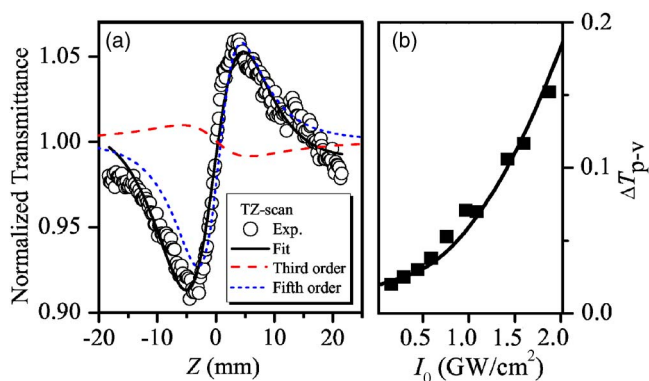 (a)
1.05
1.00
0.95
0.90
Normalized Transmittance
TZ-scan
Exp.
Fit
Third order
Fifth order
-20 -10 0 10 20
Z (mm)
(b)
0.2
0.1
0.0
ΔTp-v
0.5 1.0 1.5 2.0
I0 (GW/cm2)